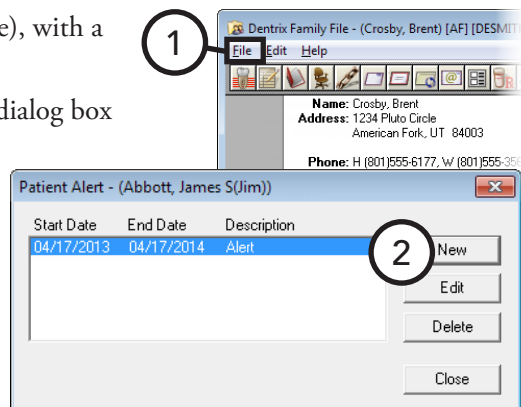 e), with a
dialog box
1
Dentrix Family File - (Crosby, Brent) [AF] [DESMIT
File Edit Help
Name: Crosby, Brent
Address: 1234 Pluto Circle
American Fork, UT 84003
Phone: H (801)555-6177, W (801)555-356
Patient Alert - (Abbott, James S(Jim))
Start Date End Date Description
04/17/2013 04/17/2014 Alert
2
New
Edit
Delete
Close